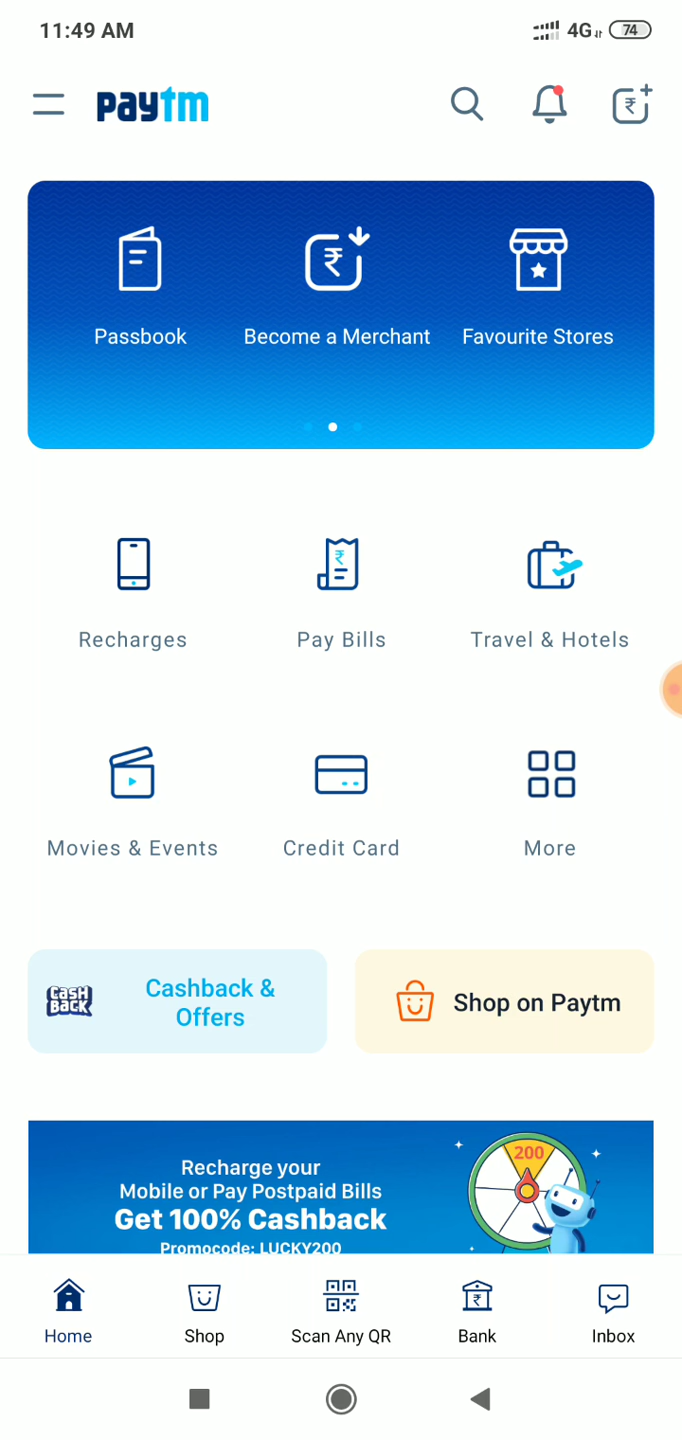 11:49 AM
4G
74
paytm
Passbook
Become a Merchant
Favourite Stores
Recharges
Pay Bills
Travel & Hotels
Movies & Events
Credit Card
More
CASH
BACK
Cashback &
Offers
Shop on Paytm
Recharge your
Mobile or Pay Postpaid Bills
Get 100% Cashback
Promocode: LUCKY200
200
Home
Shop
Scan Any QR
Bank
Inbox